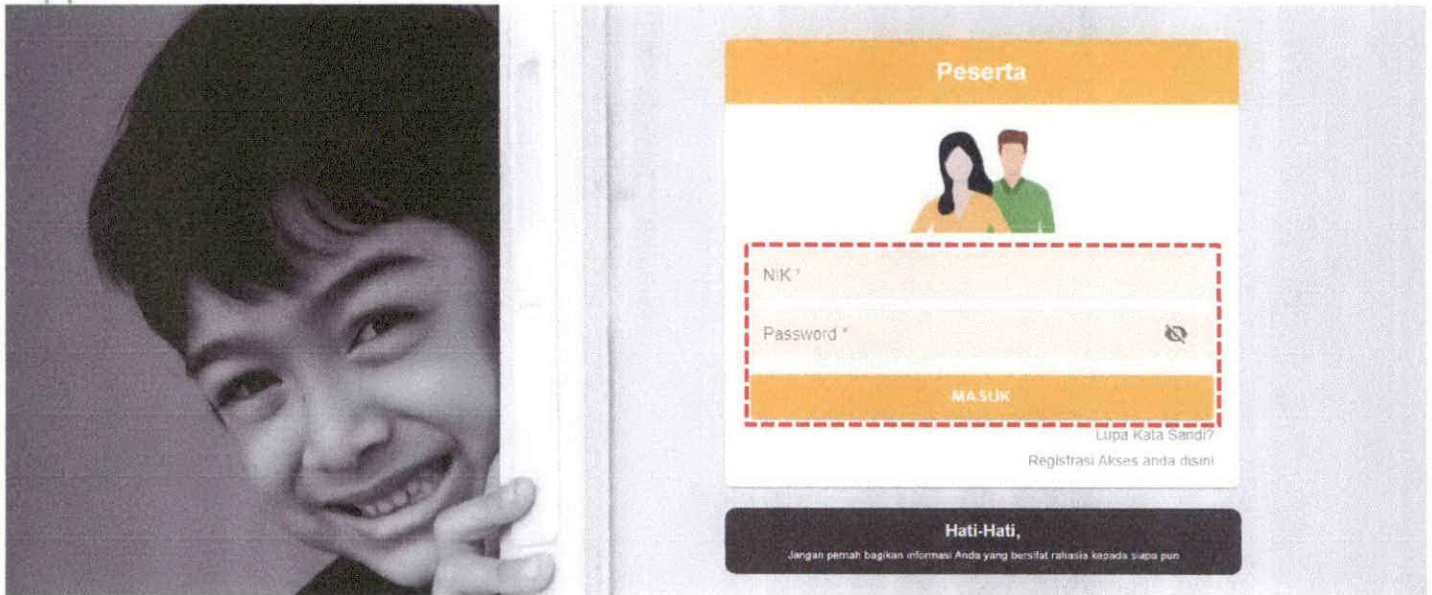 Peserta
NIK *
Password *
MASUK
Lupa Kata Sandi?
Registrasi Akses anda disini
Hati-Hati,
Jangan pernah bagikan informasi Anda yang bersifat rahasia kepada siapa pun